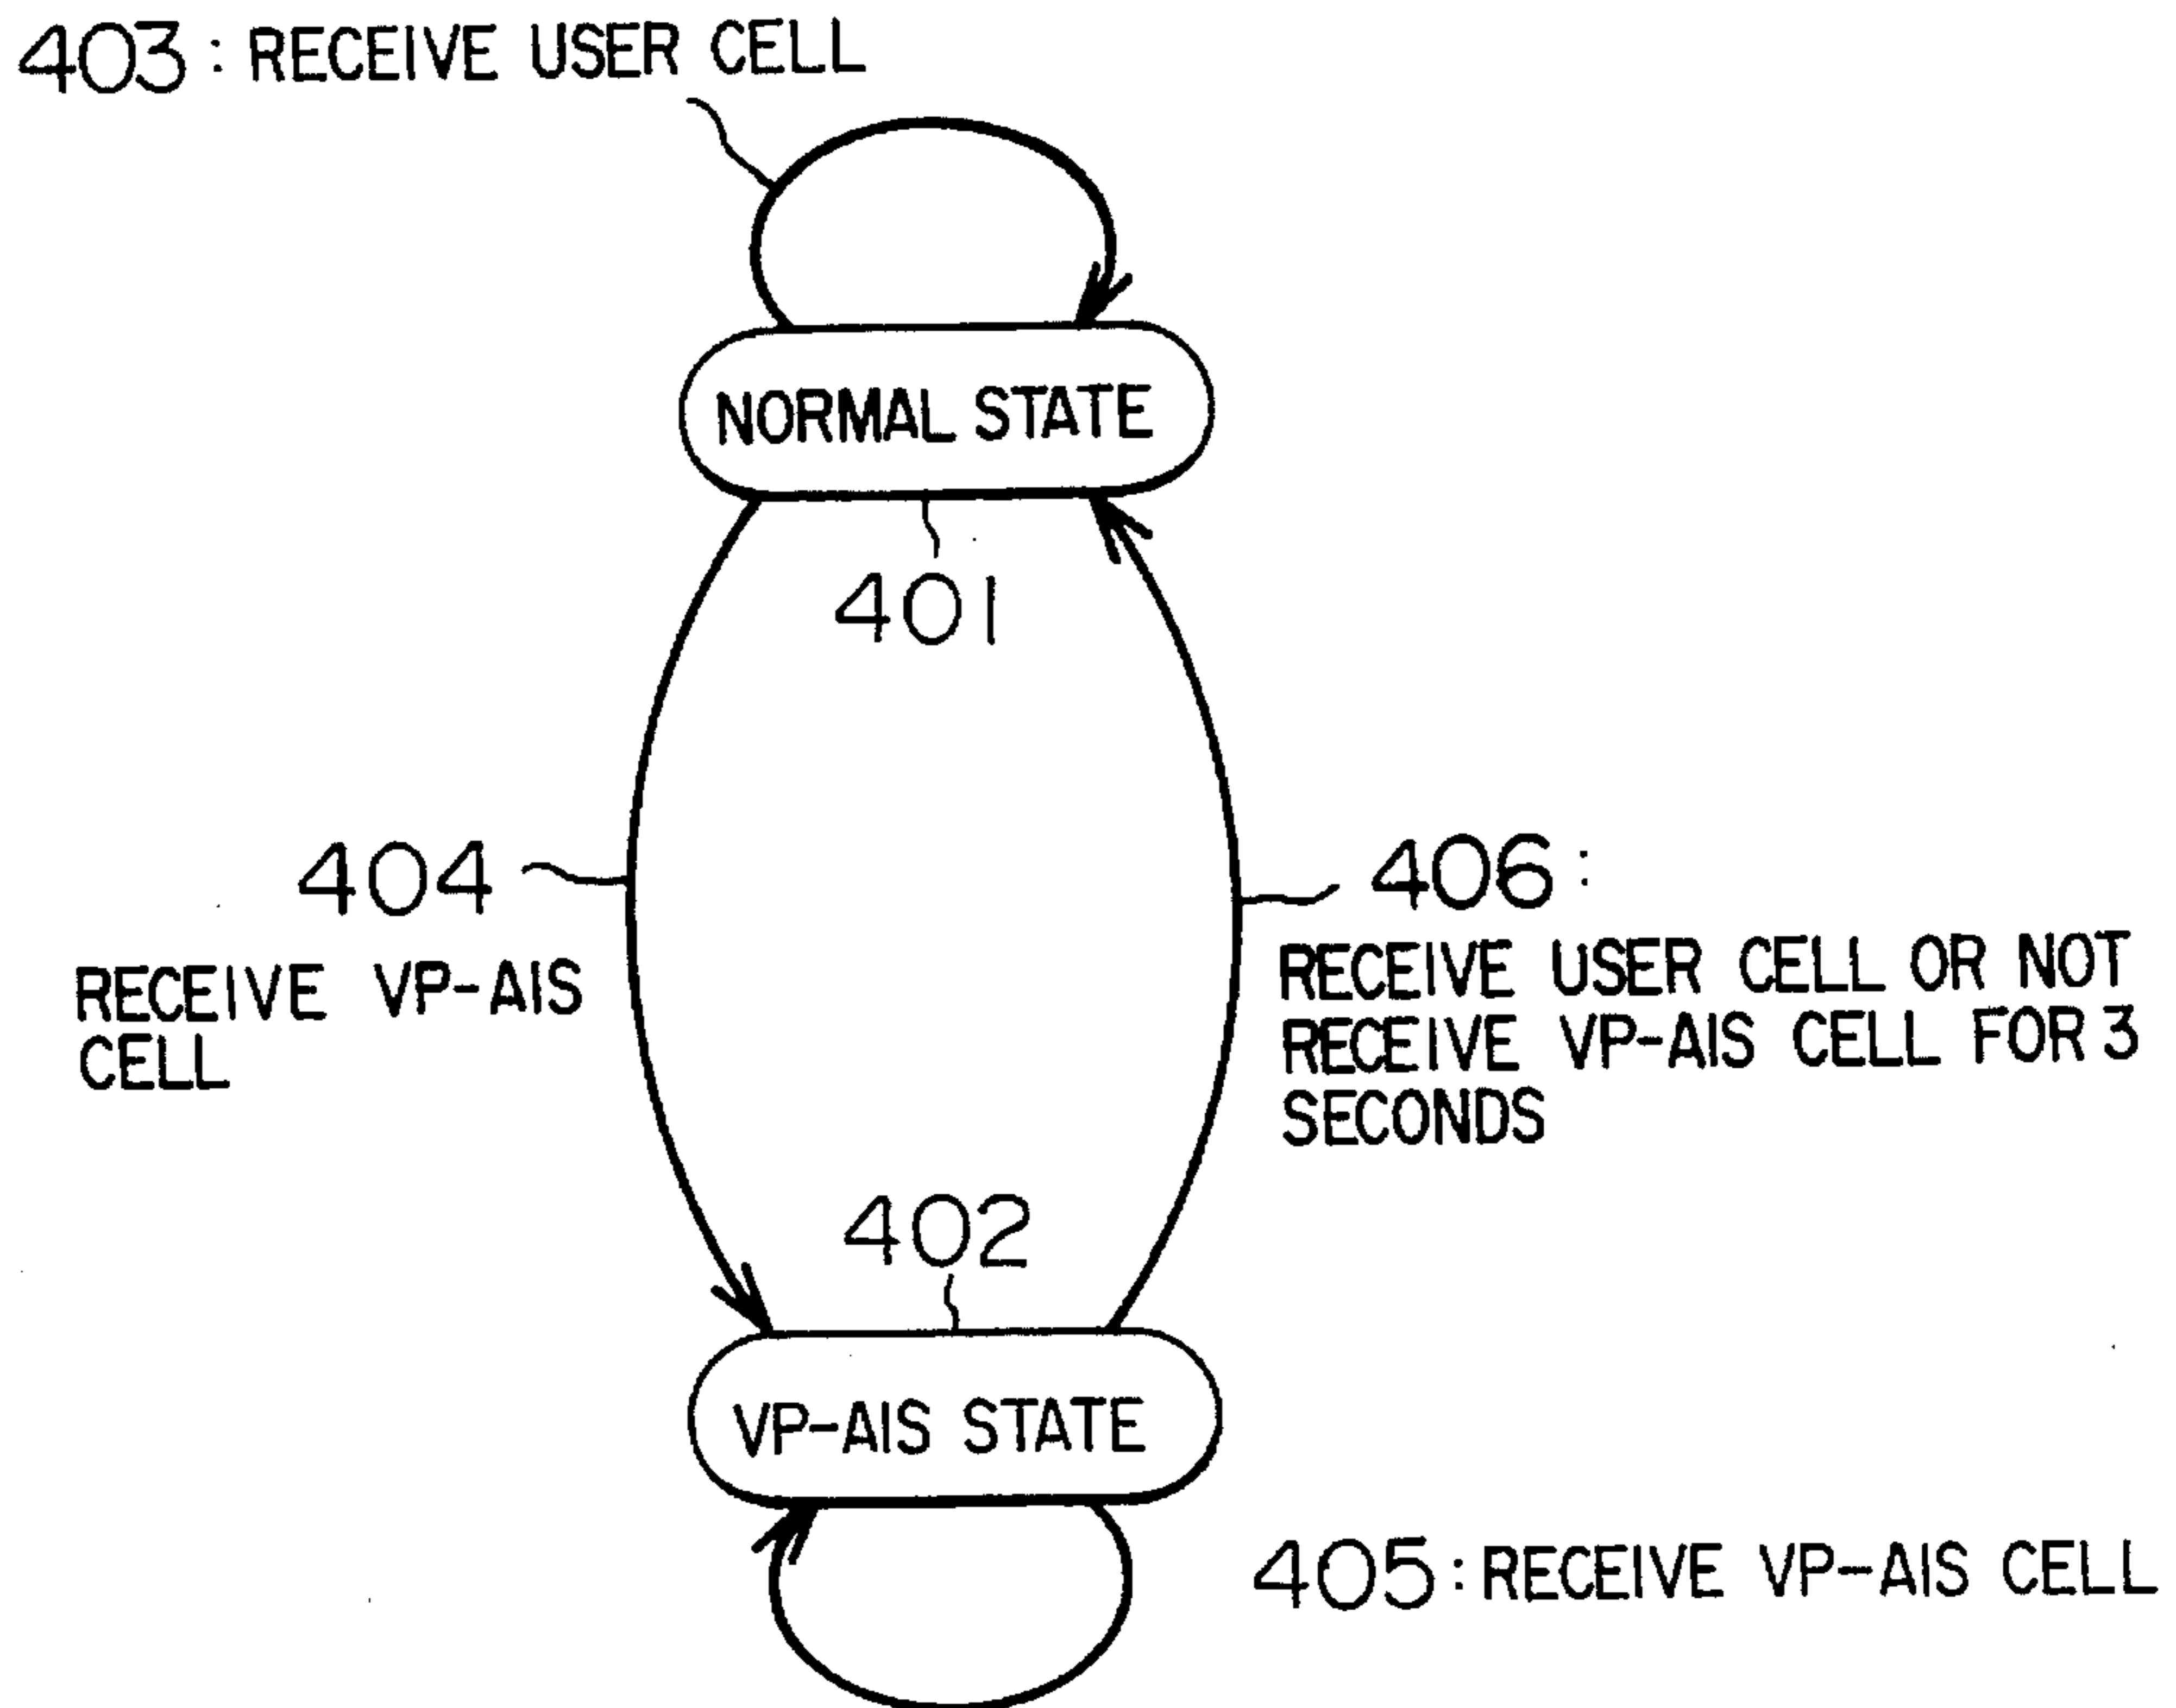 403 : RECEIVE USER CELL
NORMAL STATE
401
404
RECEIVE VP-AIS
CELL
406 :
RECEIVE USER CELL OR NOT
RECEIVE VP-AIS CELL FOR 3
SECONDS
402
VP-AIS STATE
405 : RECEIVE VP-AIS CELL